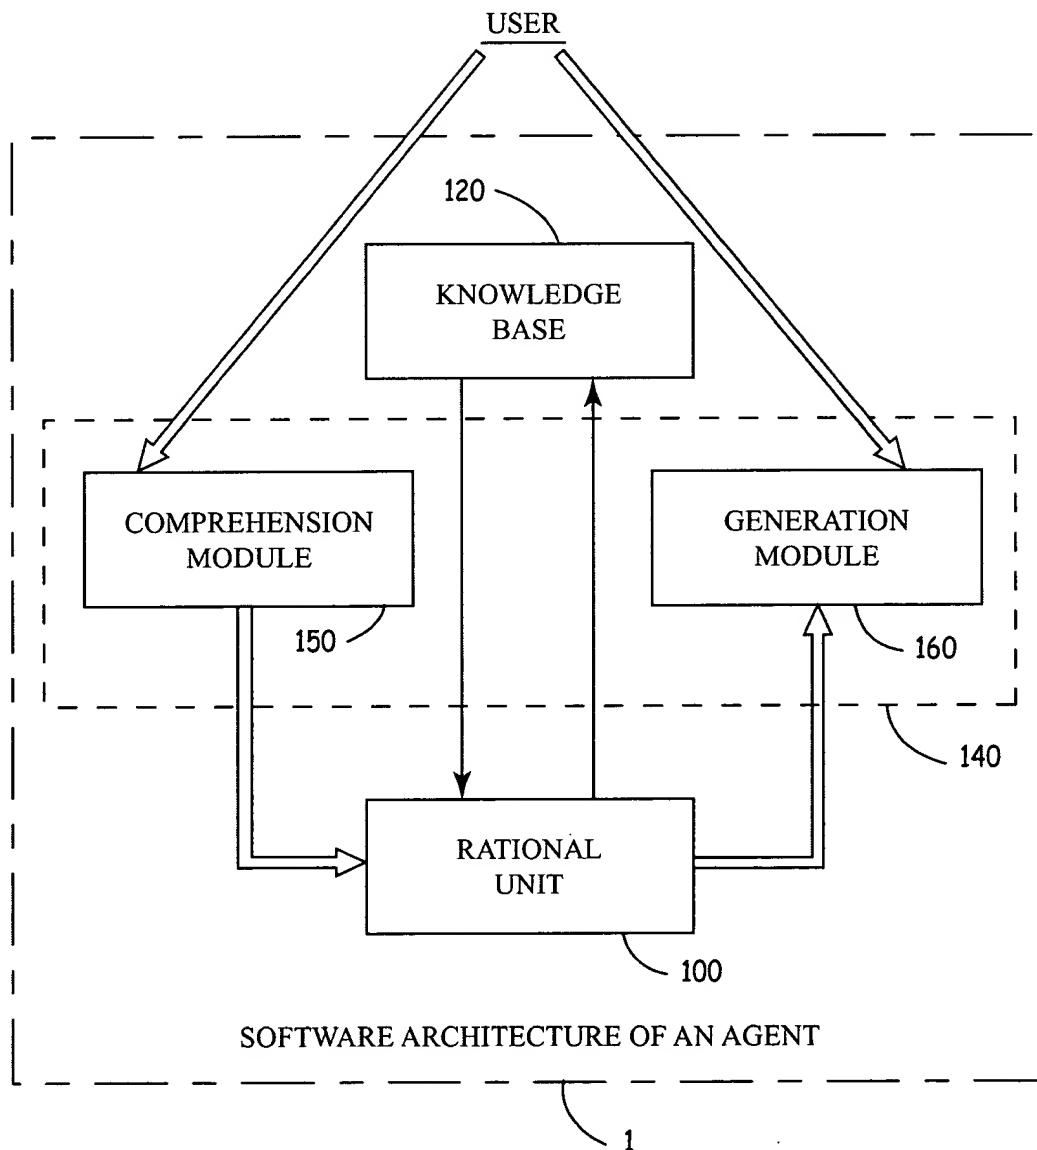 USER
120
KNOWLEDGE
BASE
COMPREHENSION
MODULE
GENERATION
MODULE
150
160
140
RATIONAL
UNIT
100
SOFTWARE ARCHITECTURE OF AN AGENT
1